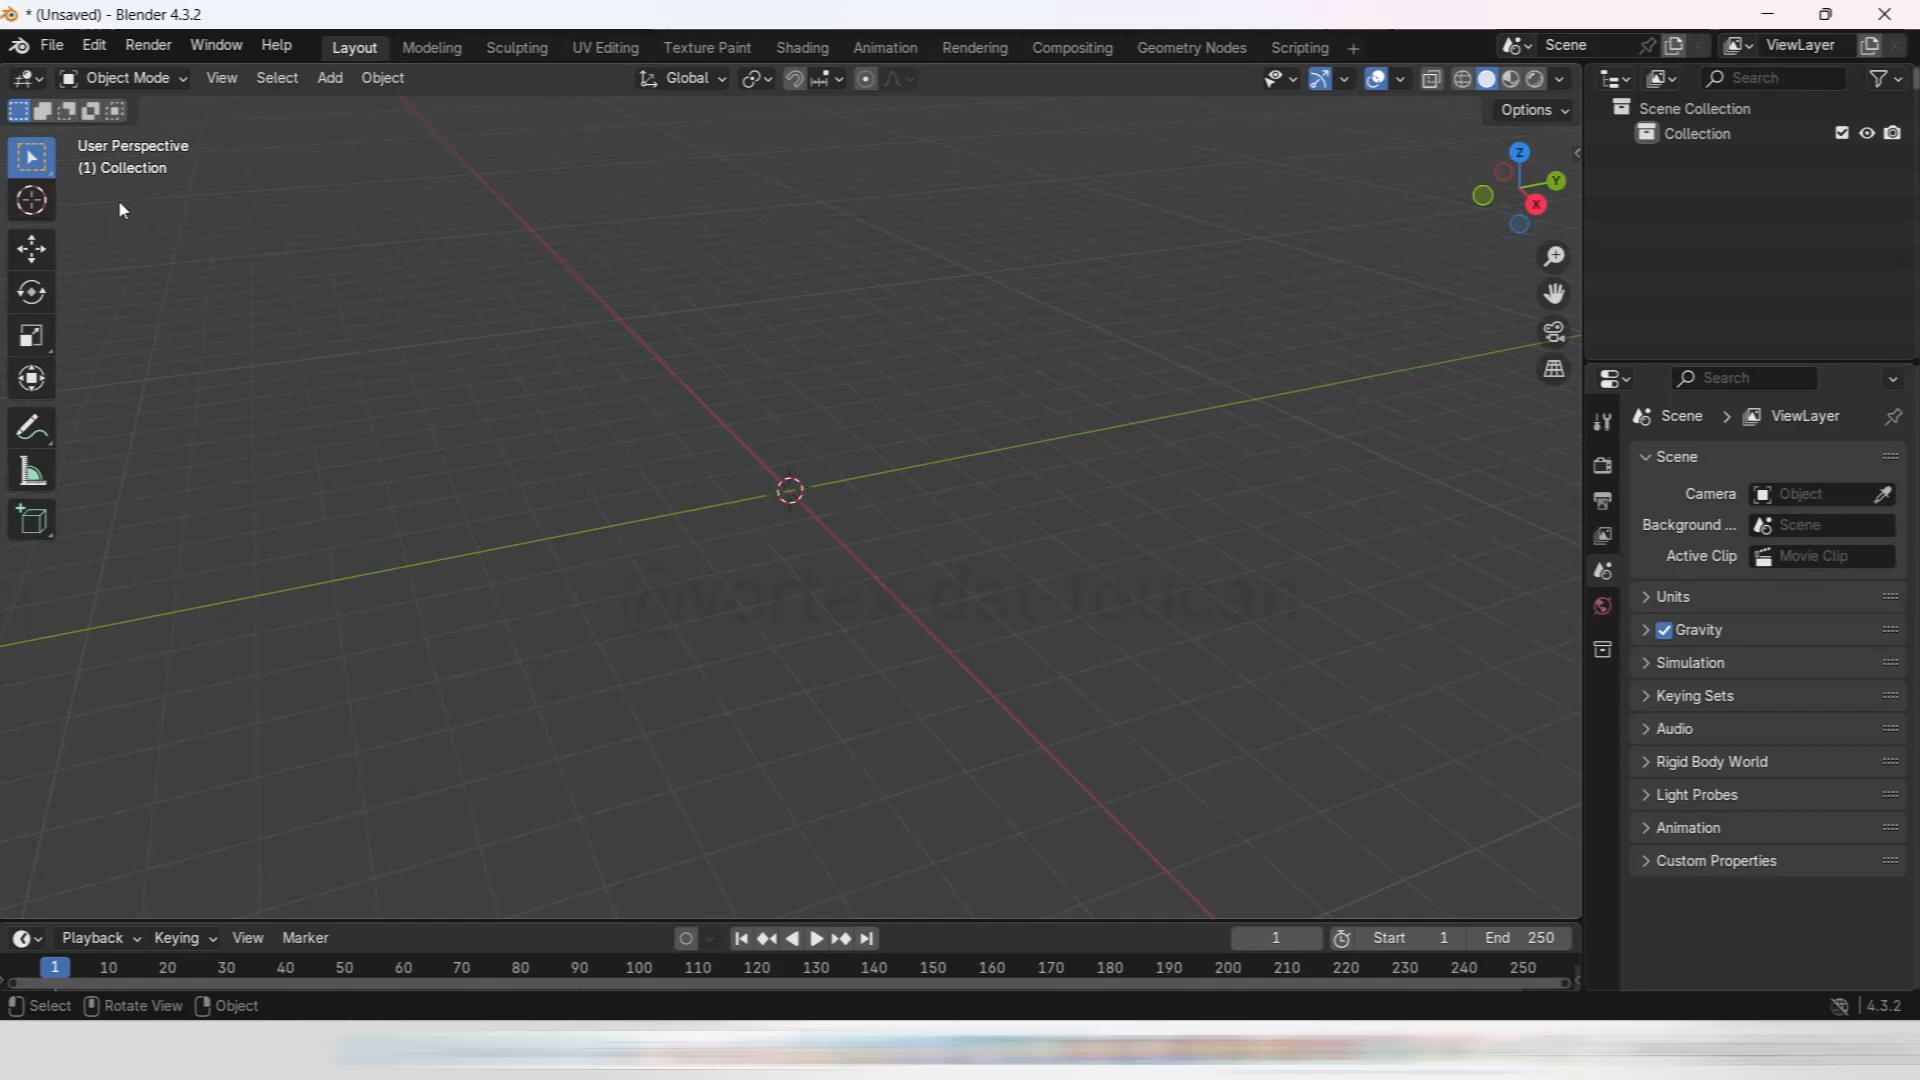 * (Unsaved) - Blender 4.3.2
File Edit Render Window Help Layout Modeling Sculpting UV Editing Texture Paint Shading Animation Rendering Compositing Geometry Nodes Scripting + Scene ViewLayer
Object Mode View Select Add Object Global Search
Options
User Perspective
(1) Collection
Z
Y
X
Scene Collection
Collection
Search
Scene > ViewLayer
Scene
Camera Object
Background ... Scene
Active Clip Movie Clip
Units
Gravity
Simulation
Keying Sets
Audio
Rigid Body World
Light Probes
Animation
Custom Properties
@vortex-dat-toucan
Playback Keying View Marker 1 Start 1 End 250
1 10 20 30 40 50 60 70 80 90 100 110 120 130 140 150 160 170 180 190 200 210 220 230 240 250
Select Rotate View Object 4.3.2